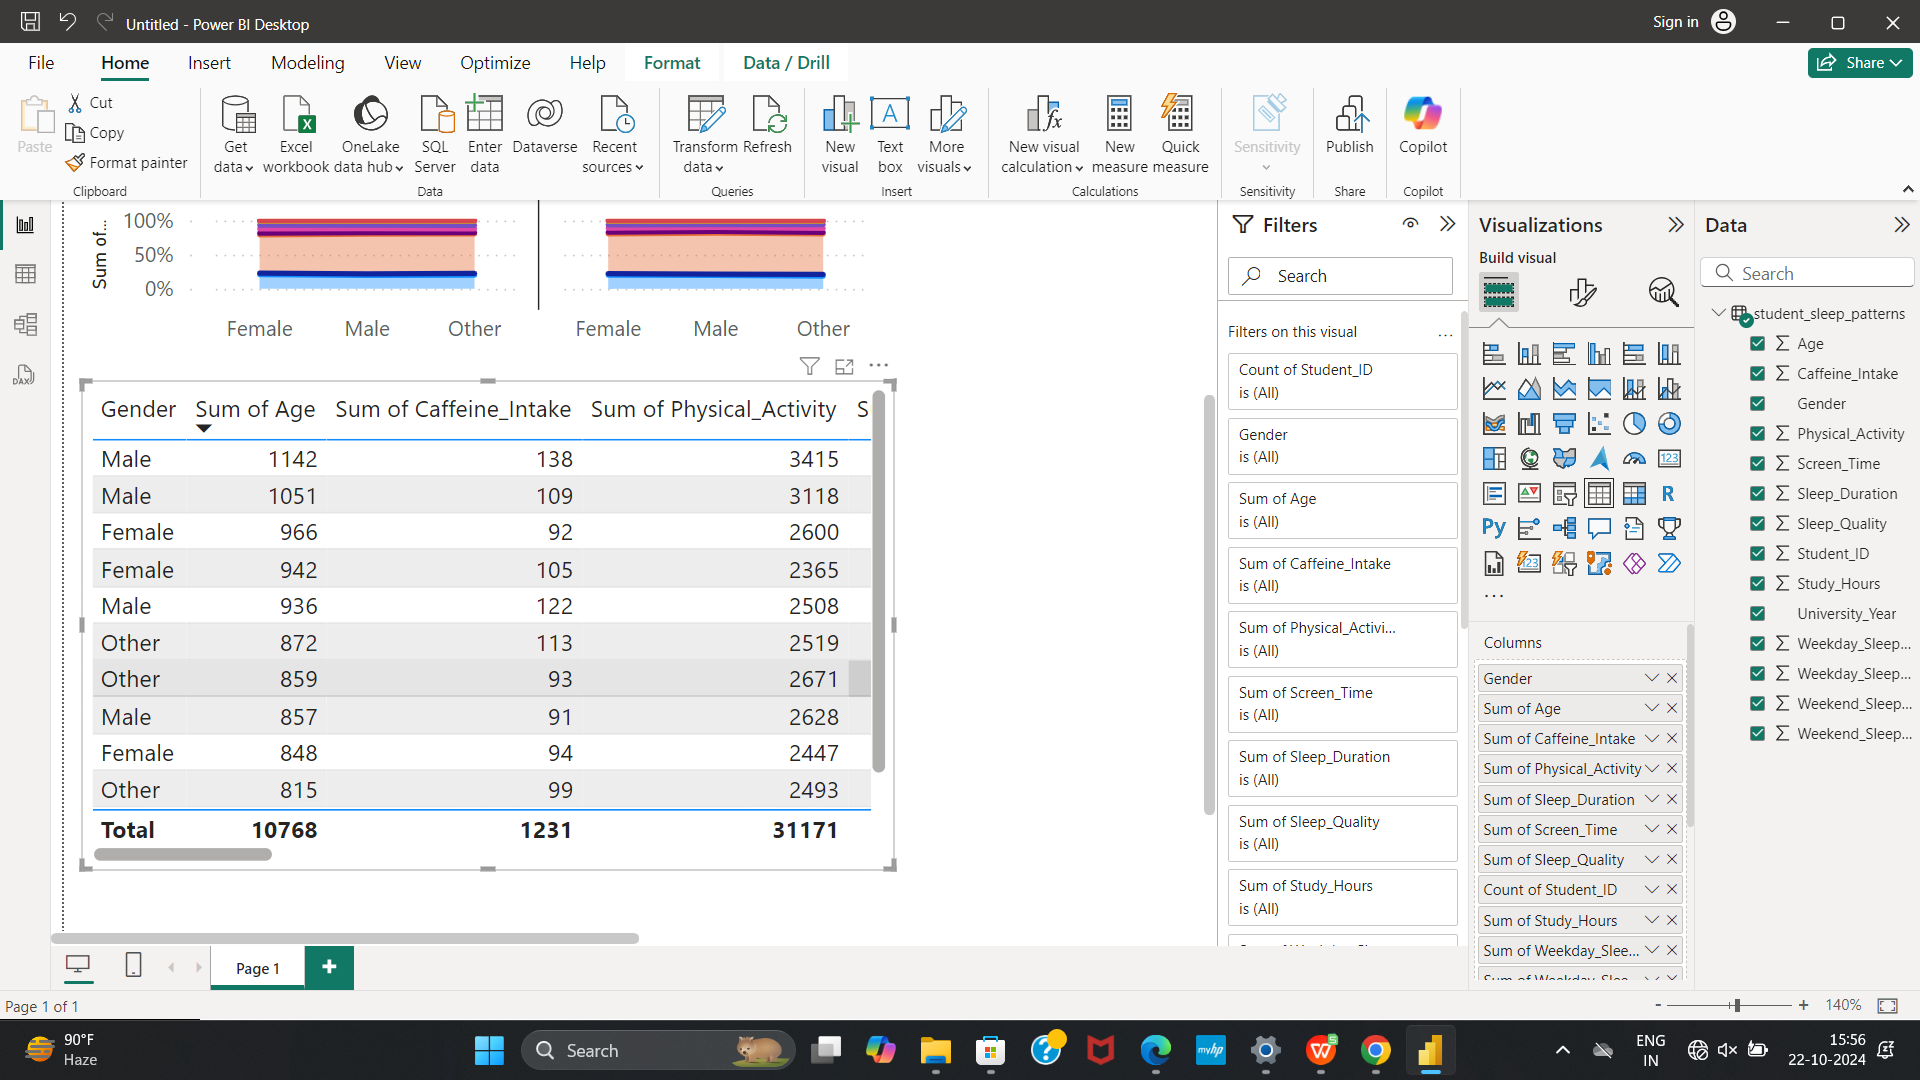 Untitled - Power BI Desktop
Sign in
File Home Insert Modeling View Optimize Help Format Data / Drill
Share
Paste
Cut
Copy
Format painter
Clipboard
Get data
Excel workbook
OneLake data hub
SQL Server
Enter data
Dataverse
Recent sources
Data
Transform data
Refresh
Queries
New visual
Text box
More visuals
Insert
New visual calculation
New measure
Quick measure
Calculations
Sensitivity
Sensitivity
Publish
Share
Copilot
Copilot
Sum of...
100%
50%
0%
Female Male Other
Female Male Other
Gender Sum of Age Sum of Caffeine_Intake Sum of Physical_Activity
Male 1142 138 3415
Male 1051 109 3118
Female 966 92 2600
Female 942 105 2365
Male 936 122 2508
Other 872 113 2519
Other 859 93 2671
Male 857 91 2628
Female 848 94 2447
Other 815 99 2493
Total 10768 1231 31171
Filters
Search
Filters on this visual
Count of Student_ID
is (All)
Gender
is (All)
Sum of Age
is (All)
Sum of Caffeine_Intake
is (All)
Sum of Physical_Activi...
is (All)
Sum of Screen_Time
is (All)
Sum of Sleep_Duration
is (All)
Sum of Sleep_Quality
is (All)
Sum of Study_Hours
is (All)
Visualizations
Build visual
123
R
Py
123
Columns
Gender
Sum of Age
Sum of Caffeine_Intake
Sum of Physical_Activity
Sum of Sleep_Duration
Sum of Screen_Time
Sum of Sleep_Quality
Count of Student_ID
Sum of Study_Hours
Sum of Weekday_Slee...
Data
Search
student_sleep_patterns
Age
Caffeine_Intake
Gender
Physical_Activity
Screen_Time
Sleep_Duration
Sleep_Quality
Student_ID
Study_Hours
University_Year
Weekday_Sleep...
Weekday_Sleep...
Weekend_Sleep...
Weekend_Sleep...
DAX
Page 1
Page 1 of 1
- + 140%
90°F
Haze
Search
myhp
ENG
IN
15:56
22-10-2024